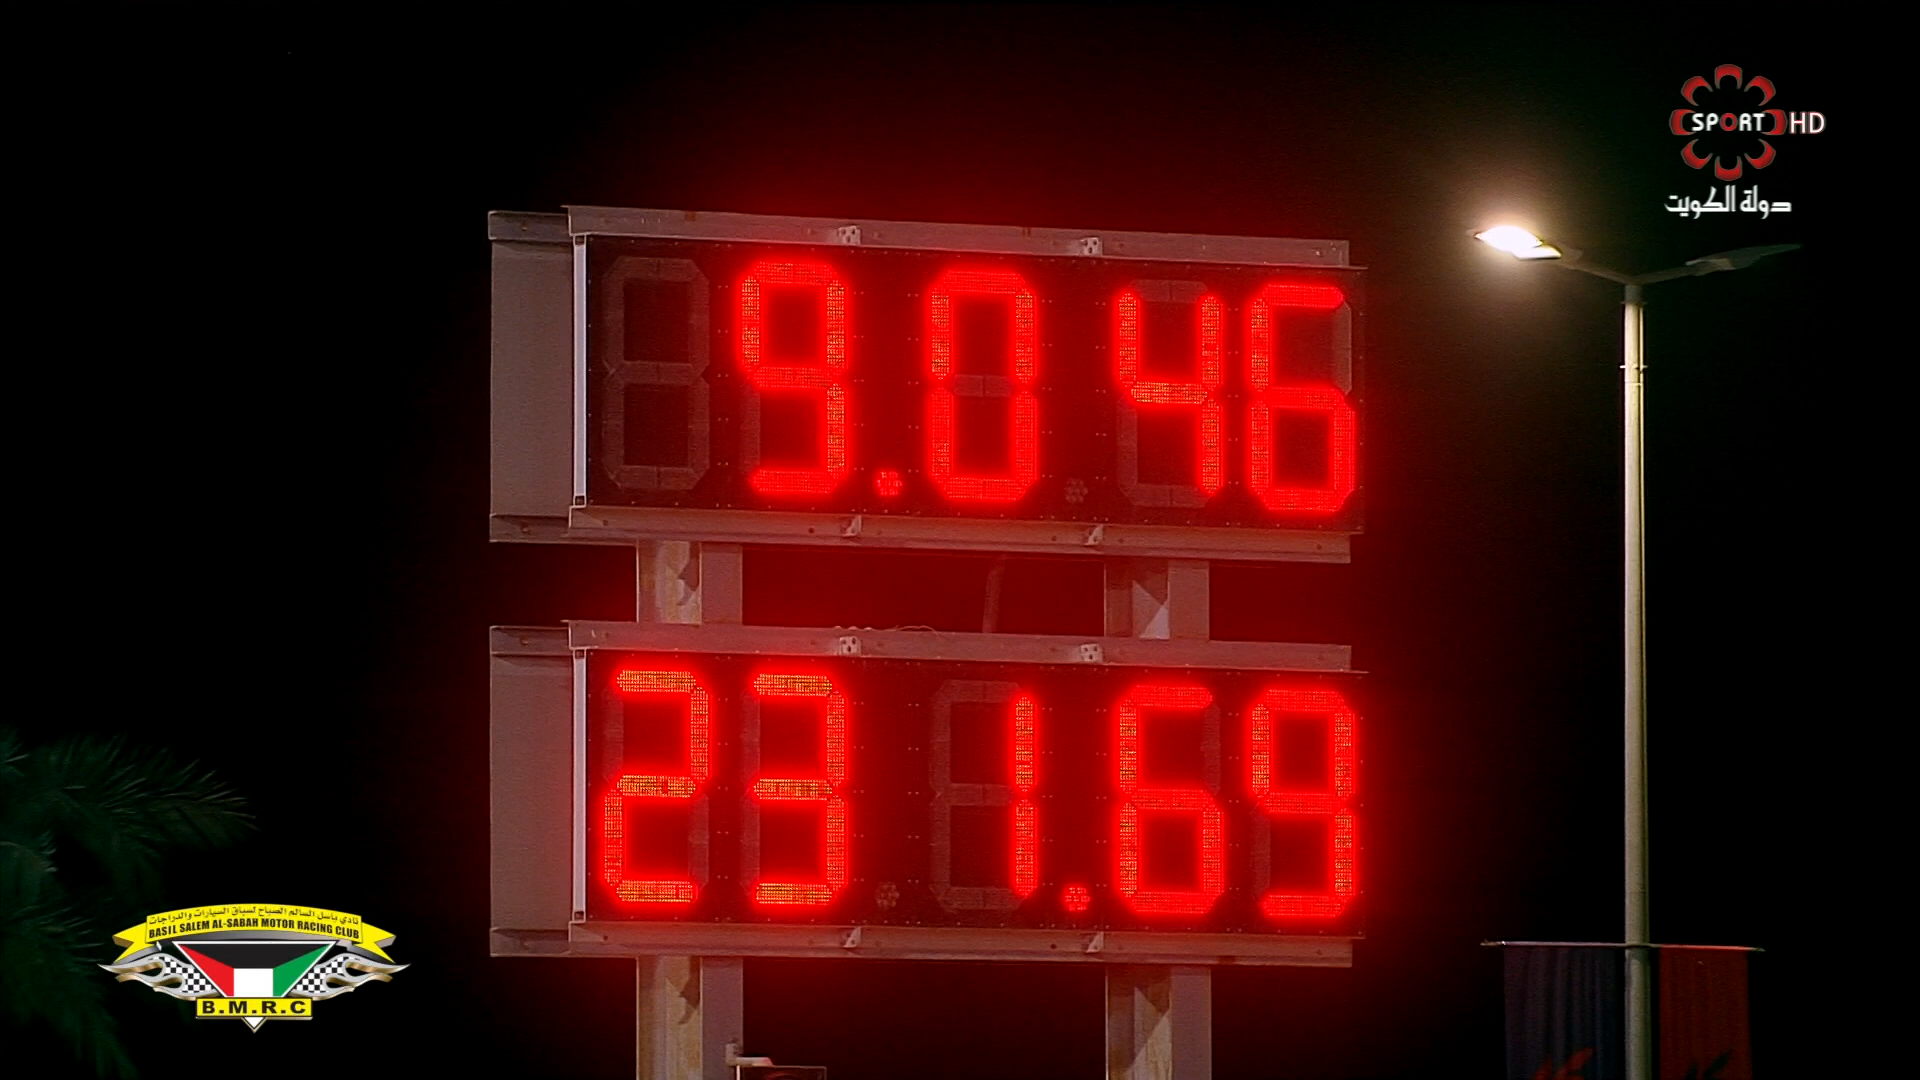 SPORT HD
دولة الكويت
9.046
231.69
نادي باسل السالم الصباح لسباق السيارات والدراجات
BASIL SALEM AL-SABAH MOTOR RACING CLUB
B.M.R.C